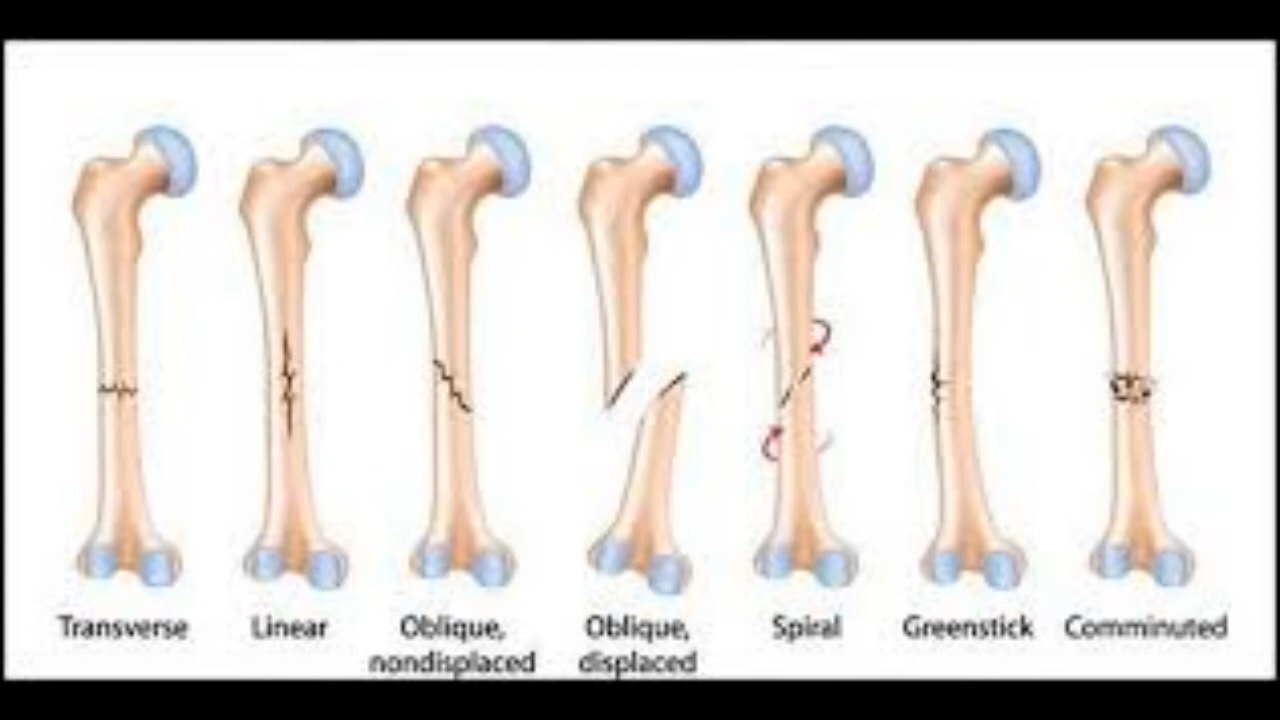 Transverse
Linear
Oblique,
nondisplaced
Oblique,
displaced
Spiral
Greenstick
Comminuted